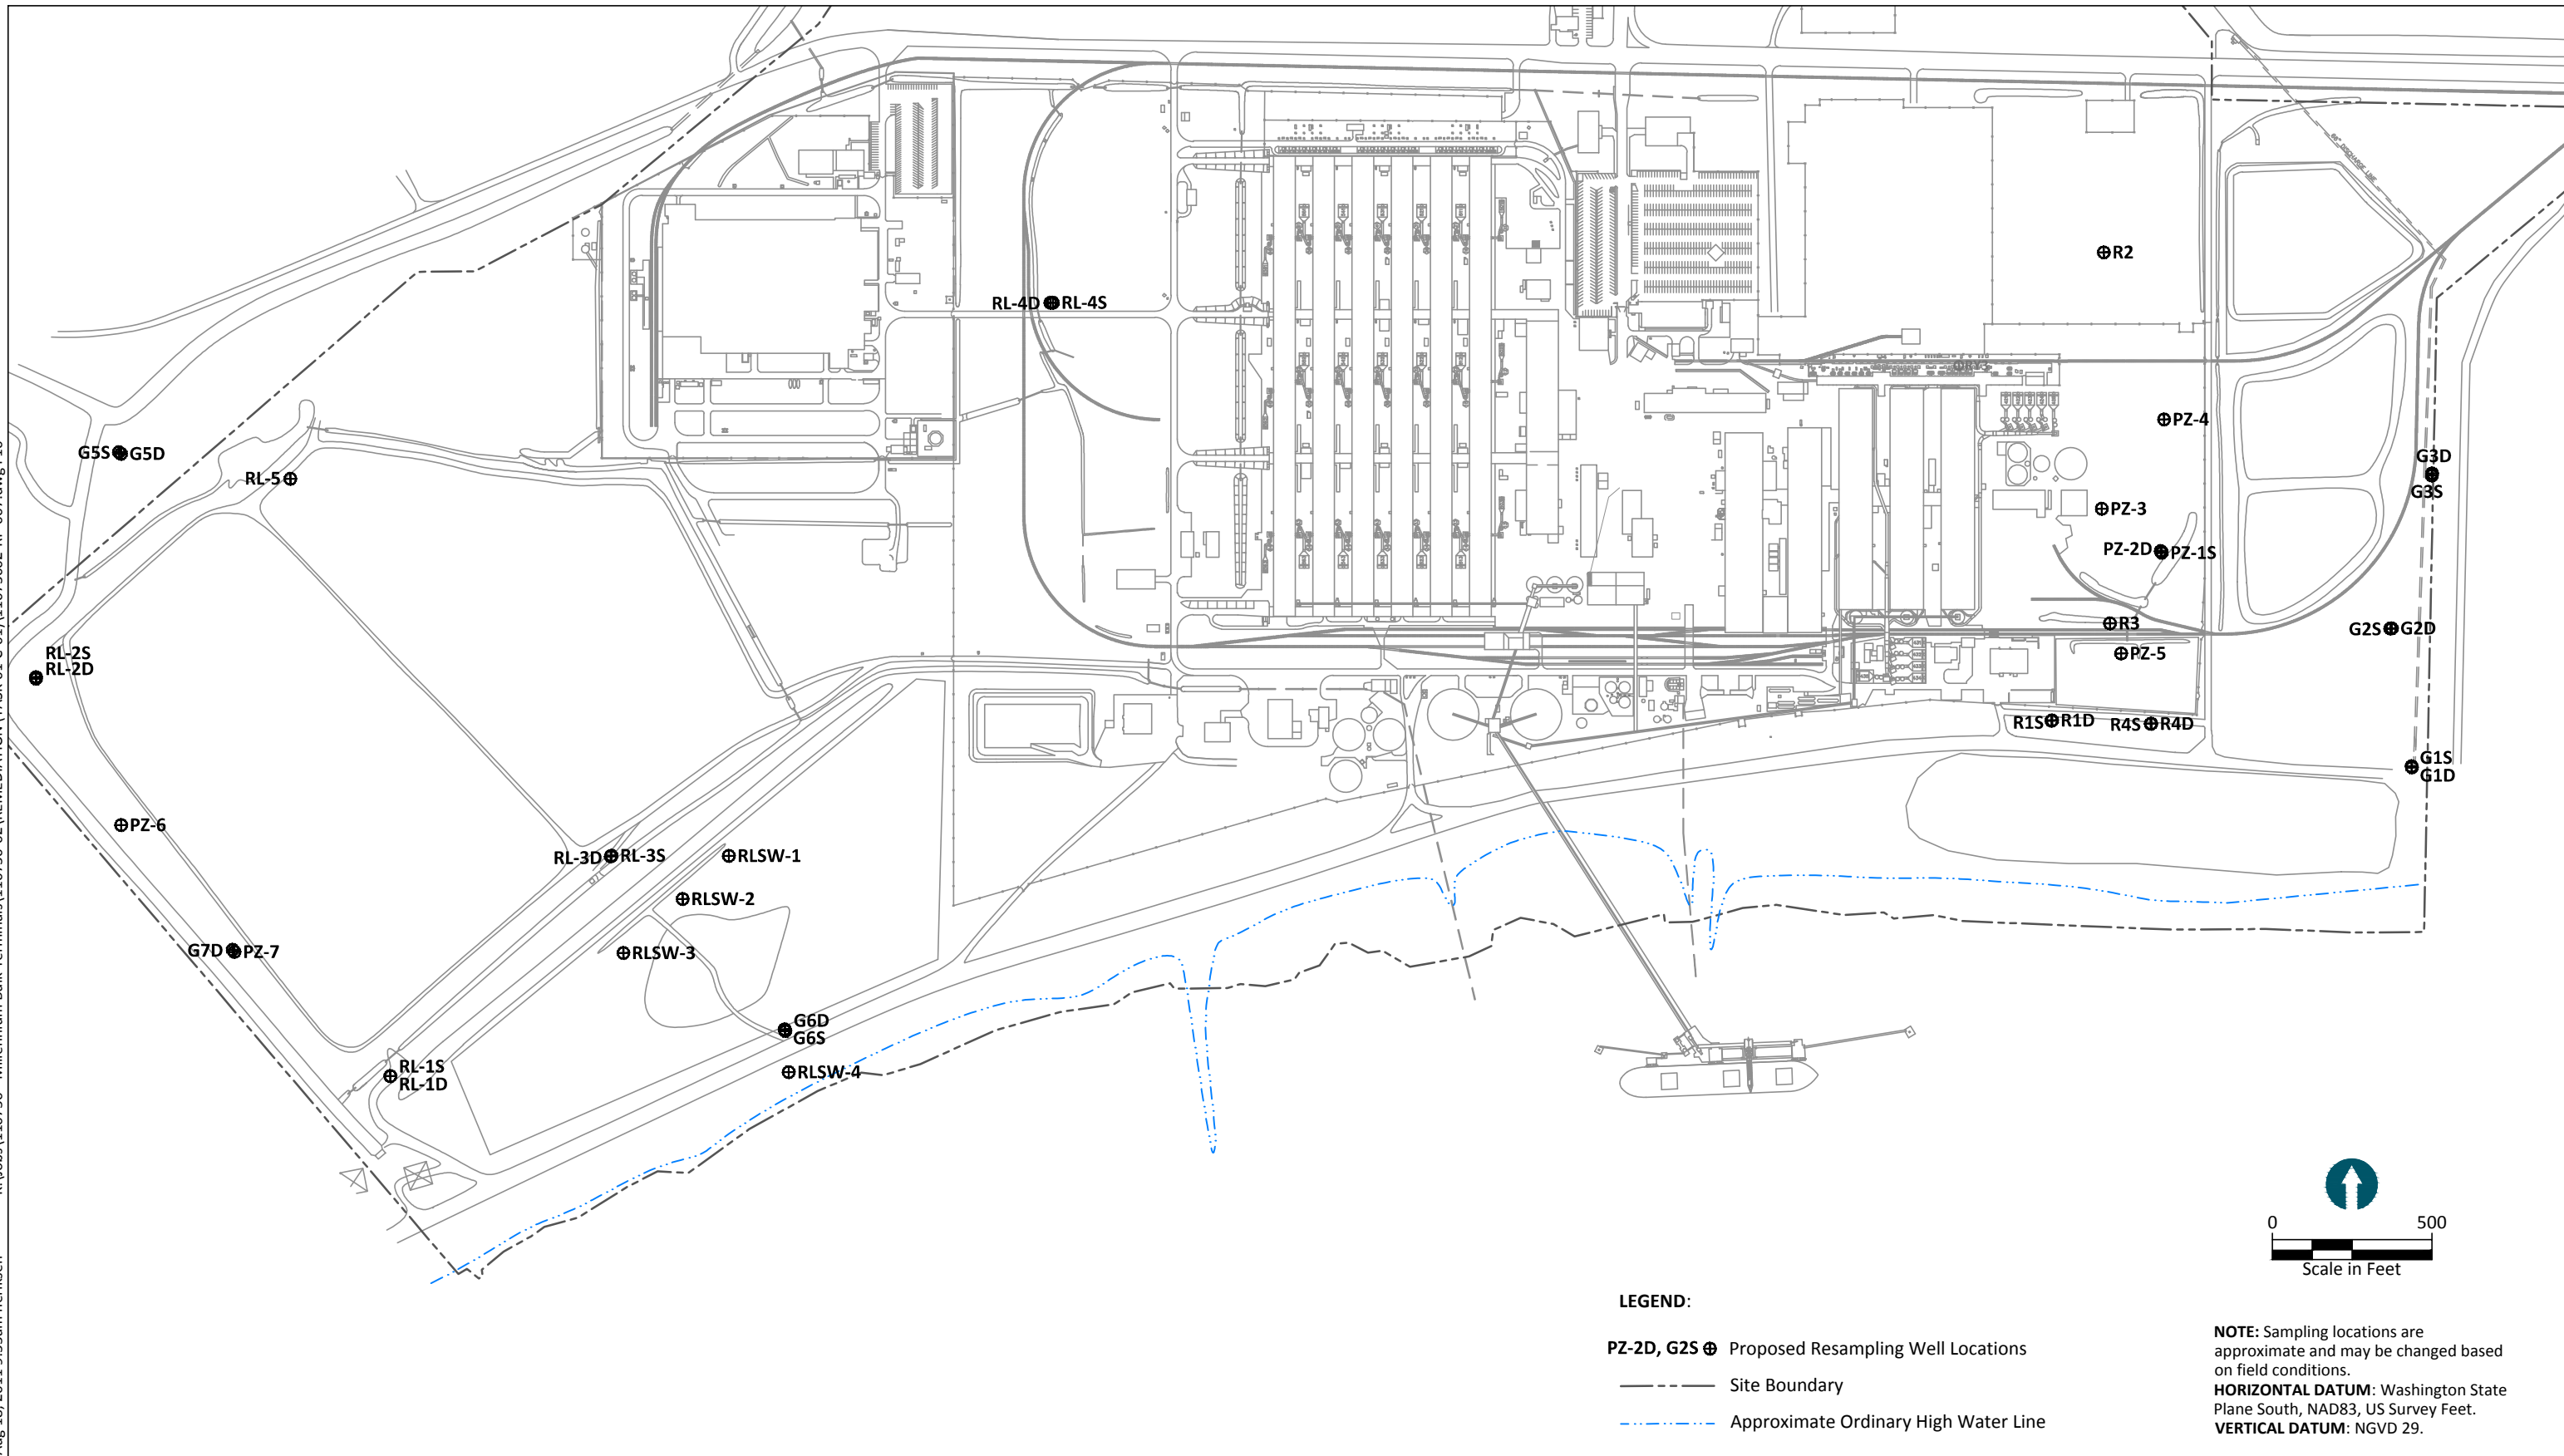 66" DISCHARGE LINE
R2
RL-4D RL-4S
RY3
PZ-4
G5S G5D
G3D
RL-5
G3S
PZ-3
PZ-2D PZ-1S
R3
G2S G2D
RL-2S
PZ-5
RL-2D
R1S R1D
R4S R4D
G1S
G1D
PZ-6
RL-3D RL-3S
RLSW-1
RLSW-2
G7D PZ-7
RLSW-3
G6D
G6S
RL-1S
RLSW-4
RL-1D
0 500
Scale in Feet
LEGEND:
PZ-2D, G2S Proposed Resampling Well Locations
Site Boundary
Approximate Ordinary High Water Line
NOTE: Sampling locations are
approximate and may be changed based
on field conditions.
HORIZONTAL DATUM: Washington State
Plane South, NAD83, US Survey Feet.
VERTICAL DATUM: NGVD 29.